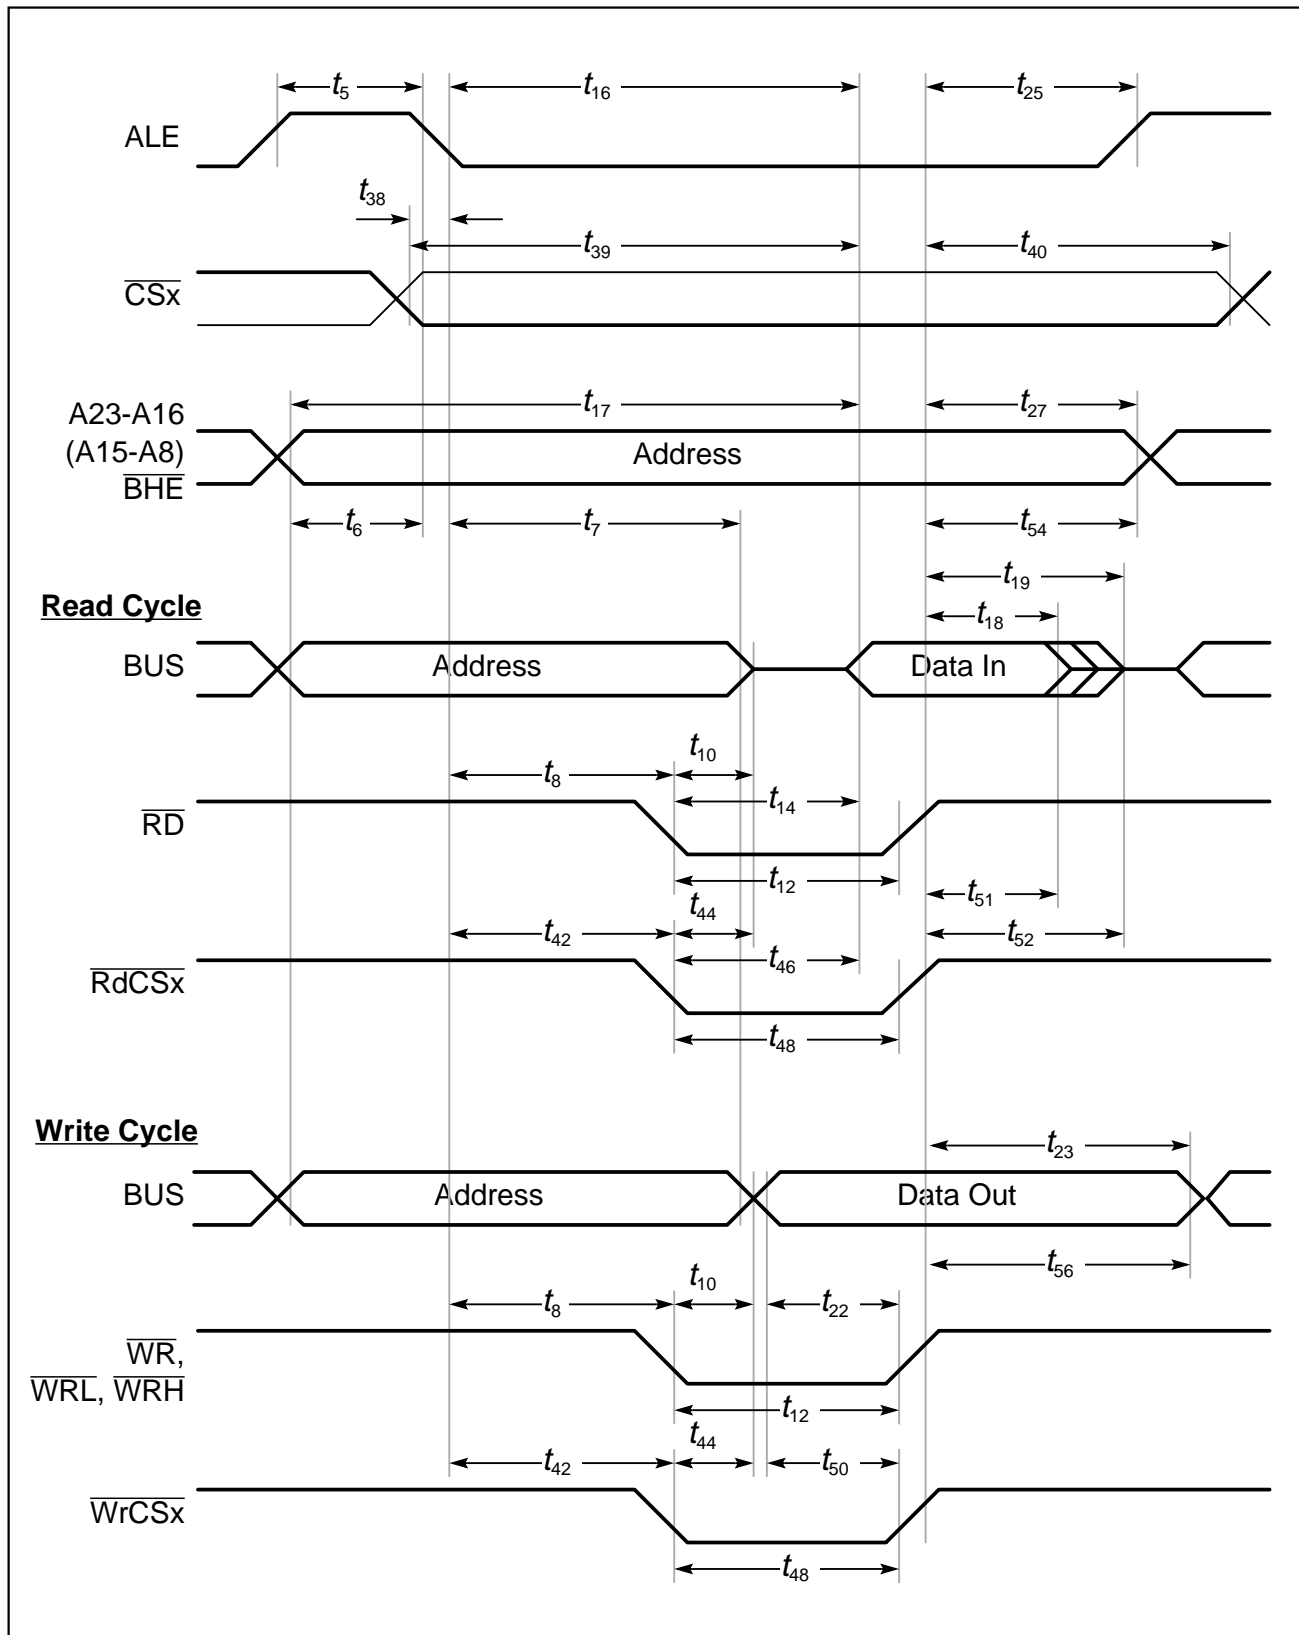 t5 t16 t25
ALE
t38
t39 t40
CSx
A23-A16
(A15-A8)
BHE
t17 t27
Address
t6 t7 t54
t19
Read Cycle
t18
BUS Address Data In
t10
t8
t14
RD
t12
t51
t44
t42 t52
t46
RdCSx
t48
Write Cycle
t23
BUS Address Data Out
t56
t10
t8 t22
WR,
WRL, WRH
t12
t44
t42 t50
WrCSx
t48